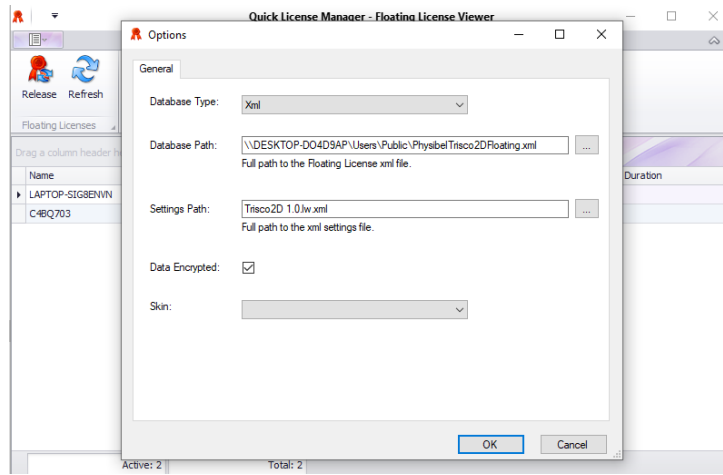 Quick License Manager - Floating License Viewer
Options
General
Release Refresh
Floating Licenses
Drag a column header
Name
Duration
LAPTOP-SIG8ENVN
C4BQ703
Database Type:
Xml
Database Path:
\\DESKTOP-DO4D9AP\Users\Public\PhysibelTrisco2DFloating.xml
...
Full path to the Floating License xml file.
Settings Path:
Trisco2D 1.0.lw.xml
...
Full path to the xml settings file.
Data Encrypted:
Skin:
OK
Cancel
Active: 2
Total: 2